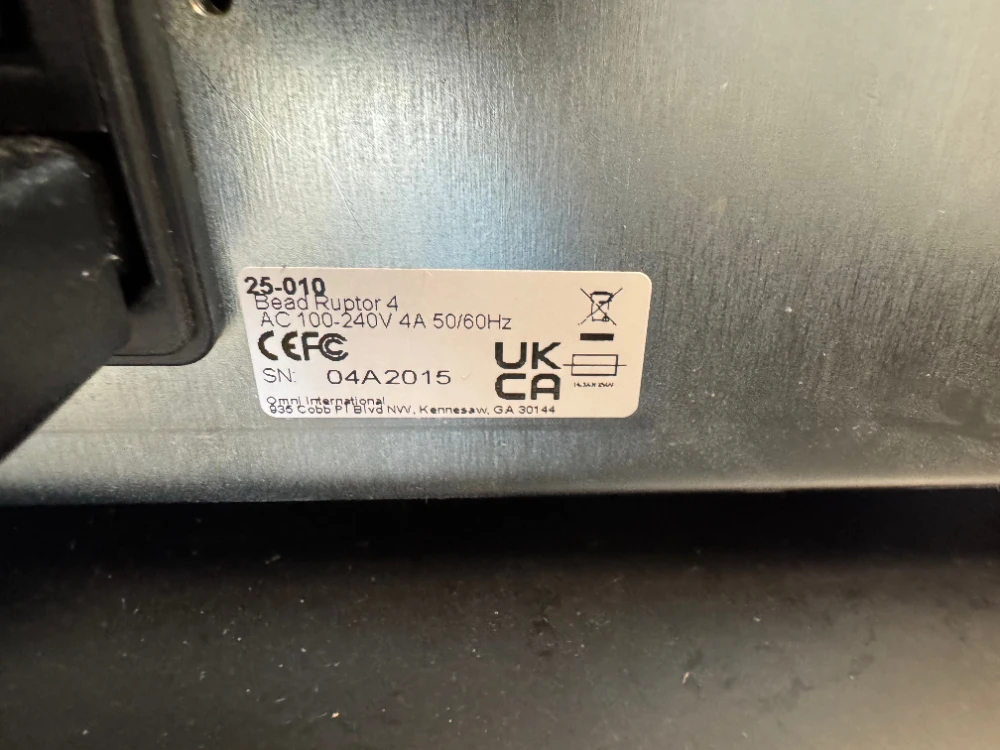 25-010
Bead Ruptor 4
AC 100-240V 4A 50/60Hz
CE FC
UK
CA
SN: 04A2015
Omni International
935 Cobb Pl Blvd NW, Kennesaw, GA 30144